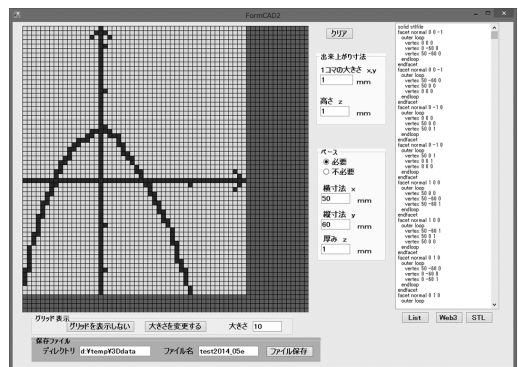 FormCAD2
クリア
出来上がり寸法
1コマの大きさ x,y
1 mm
高さ z
1 mm
ベース
必要
不必要
横寸法 x
50 mm
縦寸法 y
60 mm
厚み z
1 mm
solid stlfile
facet normal 0 0 -1
outer loop
vertex 0 0 0
vertex 0 -60 0
vertex 50 -60 0
endloop
endfacet
facet normal 0 0 -1
outer loop
vertex 50 -60 0
vertex 50 0 0
vertex 0 0 0
endloop
endfacet
facet normal 0 -1 0
outer loop
vertex 0 0 0
vertex 50 0 0
vertex 50 0 1
endloop
endfacet
facet normal 0 -1 0
outer loop
vertex 50 0 1
vertex 0 0 1
vertex 0 0 0
endloop
endfacet
facet normal 1 0 0
outer loop
vertex 50 0 0
vertex 50 -60 0
vertex 50 -60 1
endloop
endfacet
facet normal 1 0 0
outer loop
vertex 50 -60 1
vertex 50 0 1
vertex 50 0 0
endloop
endfacet
facet normal 0 1 0
outer loop
vertex 50 -60 0
vertex 0 -60 0
vertex 0 -60 1
endloop
endfacet
facet normal 0 1 0
outer loop
List Web3 STL
グリッド表示
グリッドを表示しない 大きさを変更する 大きさ 10
保存ファイル
ディレクトリ d:¥temp¥3Ddata ファイル名 test2014_05e ファイル保存